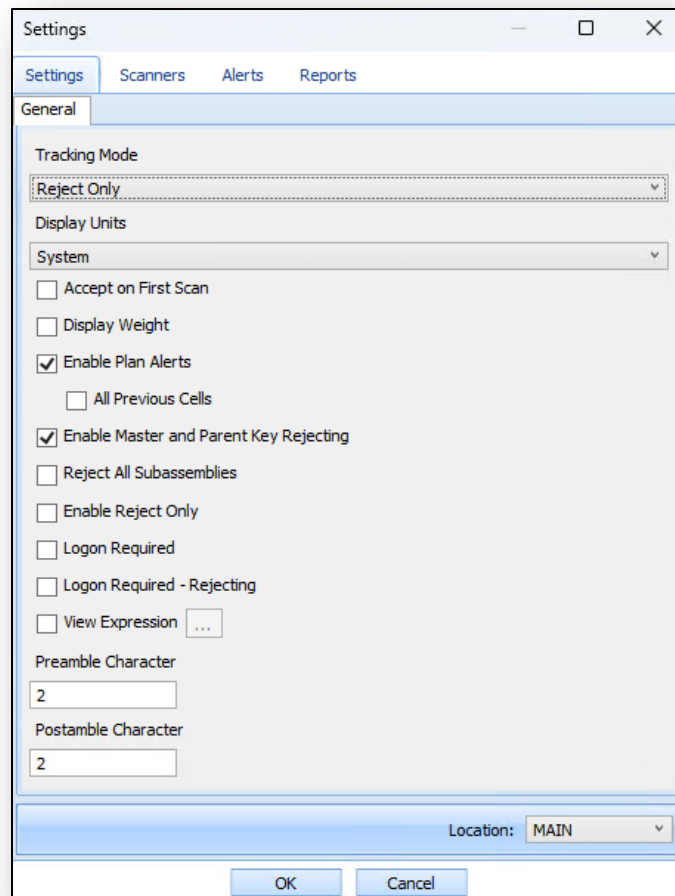 Settings
Settings Scanners Alerts Reports
General
Tracking Mode
Reject Only
Display Units
System
Accept on First Scan
Display Weight
Enable Plan Alerts
All Previous Cells
Enable Master and Parent Key Rejecting
Reject All Subassemblies
Enable Reject Only
Logon Required
Logon Required - Rejecting
View Expression ...
Preamble Character
2
Postamble Character
2
Location: MAIN
OK Cancel